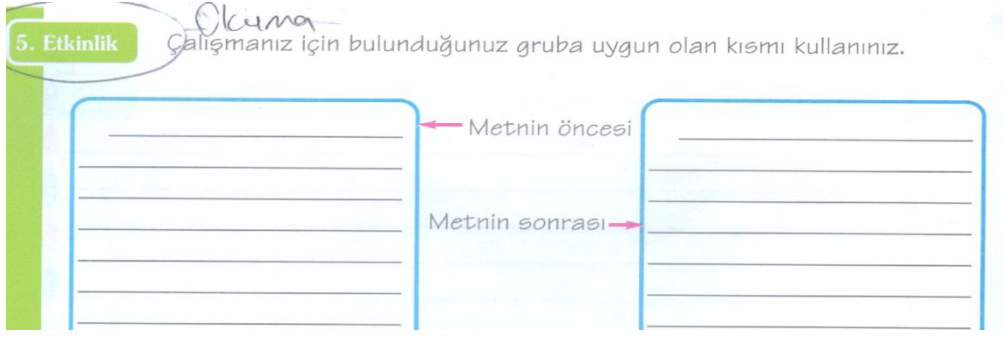 Okuma
5. Etkinlik Çalışmanız için bulunduğunuz gruba uygun olan kısmı kullanınız.
Metnin öncesi
Metnin sonrası